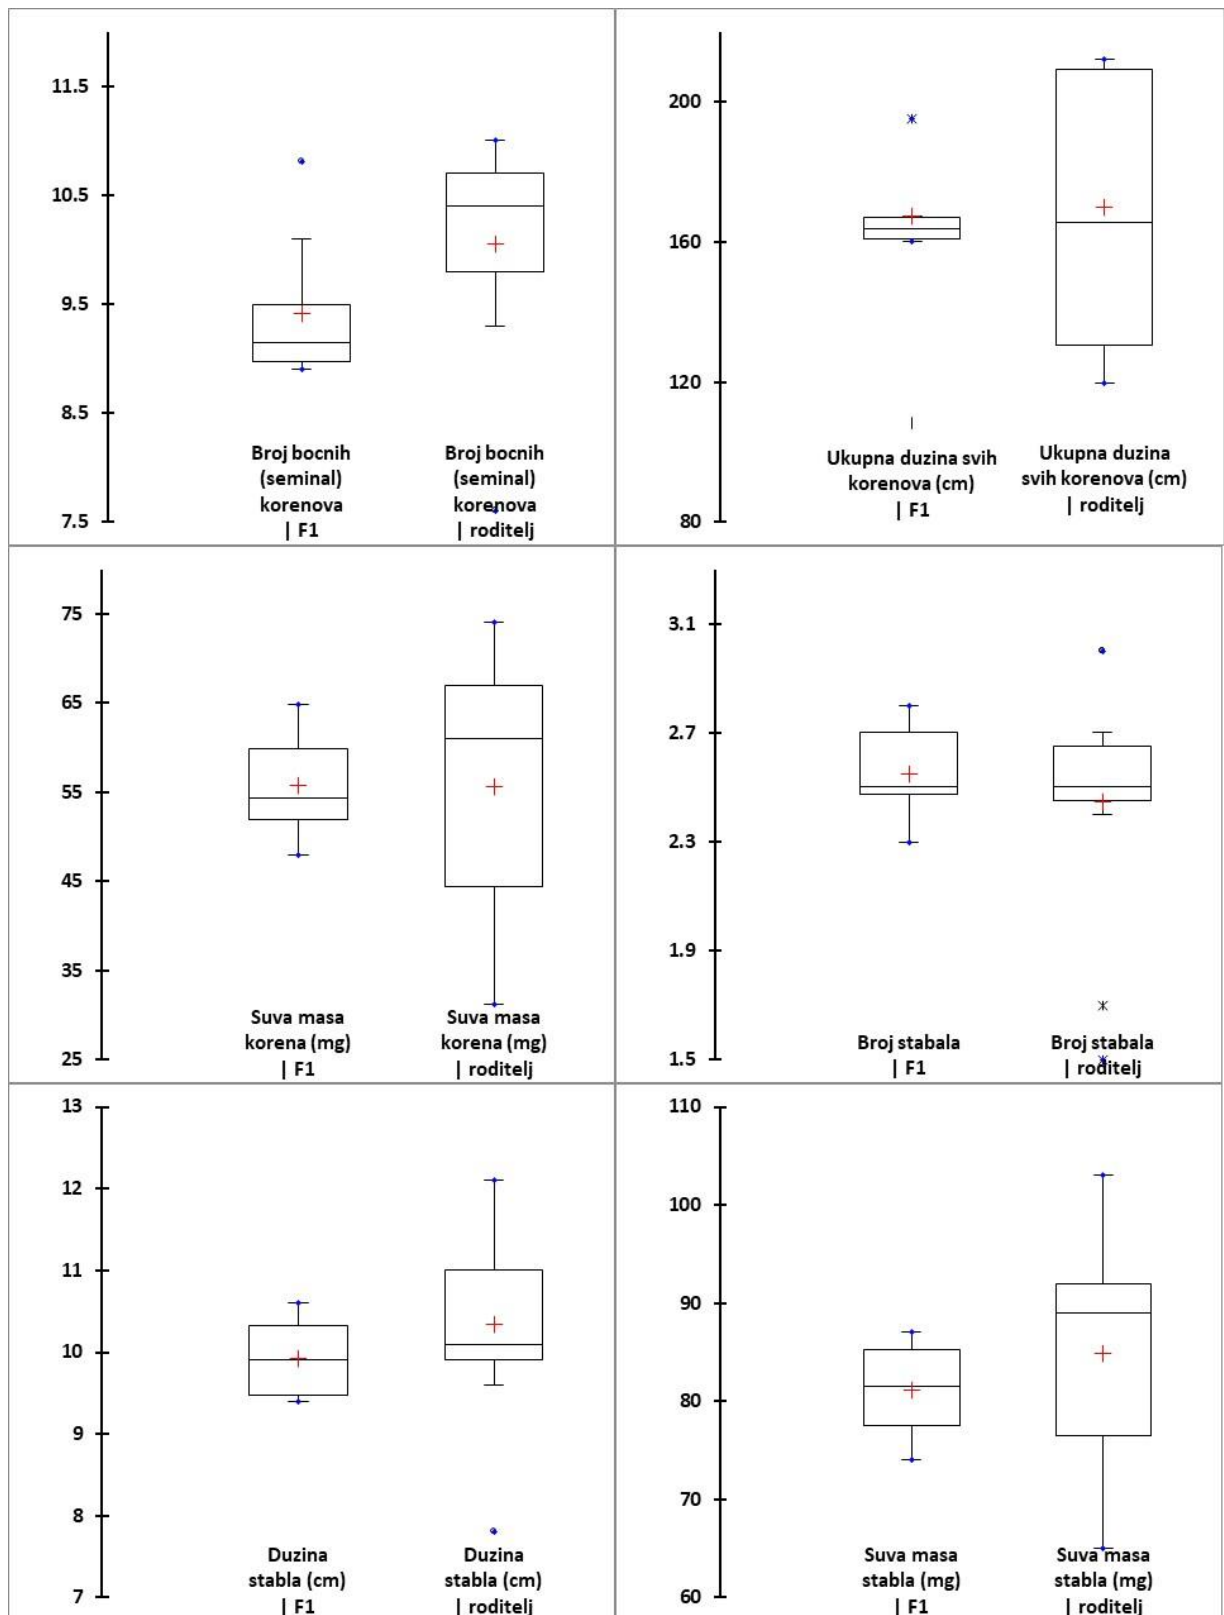 11.5
10.5
9.5
8.5
7.5
Broj bocnih
(seminal)
korenova
| F1
Broj bocnih
(seminal)
korenova
| roditelj
200
160
120
80
Ukupna duzina svih
korenova (cm)
| F1
Ukupna duzina
svih korenova (cm)
| roditelj
75
65
55
45
35
25
Suva masa
korena (mg)
| F1
Suva masa
korena (mg)
| roditelj
3.1
2.7
2.3
1.9
1.5
Broj stabala
| F1
Broj stabala
| roditelj
13
12
11
10
9
8
7
Duzina
stabla (cm)
| F1
Duzina
stabla (cm)
| roditelj
110
100
90
80
70
60
Suva masa
stabla (mg)
| F1
Suva masa
stabla (mg)
| roditelj